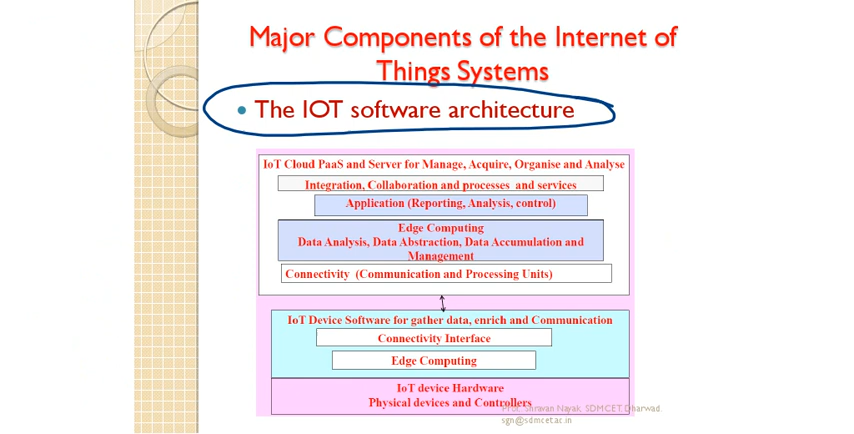 Major Components of the Internet of
Things Systems
• The IOT software architecture
IoT Cloud PaaS and Server for Manage, Acquire, Organise and Analyse
Integration, Collaboration and processes and services
Application (Reporting, Analysis, control)
Edge Computing
Data Analysis, Data Abstraction, Data Accumulation and
Management
Connectivity (Communication and Processing Units)
IoT Device Software for gather data, enrich and Communication
Connectivity Interface
Edge Computing
IoT device Hardware
Physical devices and Controllers
Prof. Shravan Nayak, SDMCET, Dharwad
sgn@sdmcet.ac.in